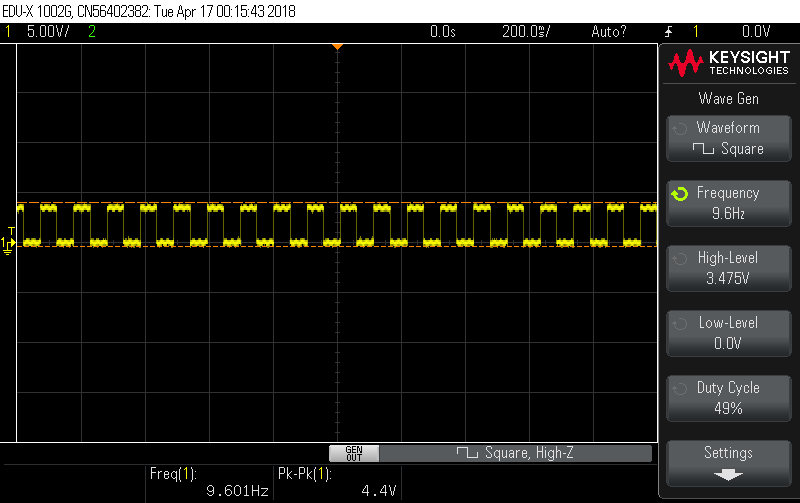 EDU-X 1002G, CN56402382: Tue Apr 17 00:15:43 2018
1 5.00V/ 2 0.0s 200.0ms/ Auto? 1 0.0V
KEYSIGHT
TECHNOLOGIES
Wave Gen
Waveform
Square
Frequency
9.6Hz
High-Level
3.475V
T
1
Low-Level
0.0V
Duty Cycle
49%
GEN
OUT
Square, High-Z
Settings
Freq(1): Pk-Pk(1):
9.601Hz 4.4V